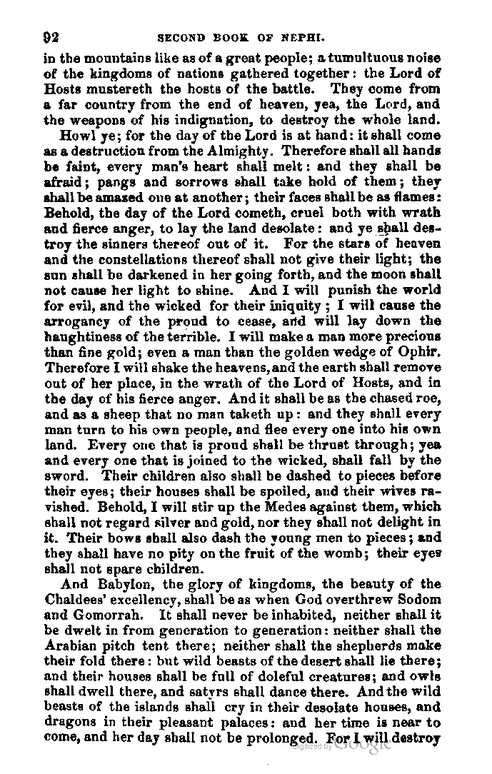 92 SECOND BOOK OF NEPHI.
in the mountains like as of a great people; a tumultuous noise
of the kingdoms of nations gathered together: the Lord of
Hosts mustereth the hosts of the battle. They come from
a far country from the end of heaven, yea, the Lord, and
the weapons of his indignation, to destroy the whole land.
Howl ye; for the day of the Lord is at hand: it shall come
as a destruction from the Almighty. Therefore shall all hands
be faint, every man's heart shall melt: and they shall be
afraid; pangs and sorrows shall take hold of them; they
shall be amazed one at another; their faces shall be as flames:
Behold, the day of the Lord cometh, cruel both with wrath
and fierce anger, to lay the land desolate: and ye shall des-
troy the sinners thereof out of it. For the stars of heaven
and the constellations thereof shall not give their light; the
sun shall be darkened in her going forth, and the moon shall
not cause her light to shine. And I will punish the world
for evil, and the wicked for their iniquity; I will cause the
arrogancy of the proud to cease, and will lay down the
haughtiness of the terrible. I will make a man more precious
than fine gold; even a man than the golden wedge of Ophir.
Therefore I will shake the heavens, and the earth shall remove
out of her place, in the wrath of the Lord of Hosts, and in
the day of his fierce anger. And it shall be as the chased roe,
and as a sheep that no man taketh up: and they shall every
man turn to his own people, and flee every one into his own
land. Every one that is proud shall be thrust through; yea
and every one that is joined to the wicked, shall fall by the
sword. Their children also shall be dashed to pieces before
their eyes; their houses shall be spoiled, and their wives ra-
vished. Behold, I will stir up the Medes against them, which
shall not regard silver and gold, nor they shall not delight in
it. Their bows shall also dash the young men to pieces; and
they shall have no pity on the fruit of the womb; their eyes
shall not spare children.
And Babylon, the glory of kingdoms, the beauty of the
Chaldees' excellency, shall be as when God overthrew Sodom
and Gomorrah. It shall never be inhabited, neither shall it
be dwelt in from generation to generation: neither shall the
Arabian pitch tent there; neither shall the shepherds make
their fold there: but wild beasts of the desert shall lie there;
and their houses shall be full of doleful creatures; and owls
shall dwell there, and satyrs shall dance there. And the wild
beasts of the islands shall cry in their desolate houses, and
dragons in their pleasant palaces: and her time is near to
come, and her day shall not be prolonged. For I will destroy
Digitized by Google